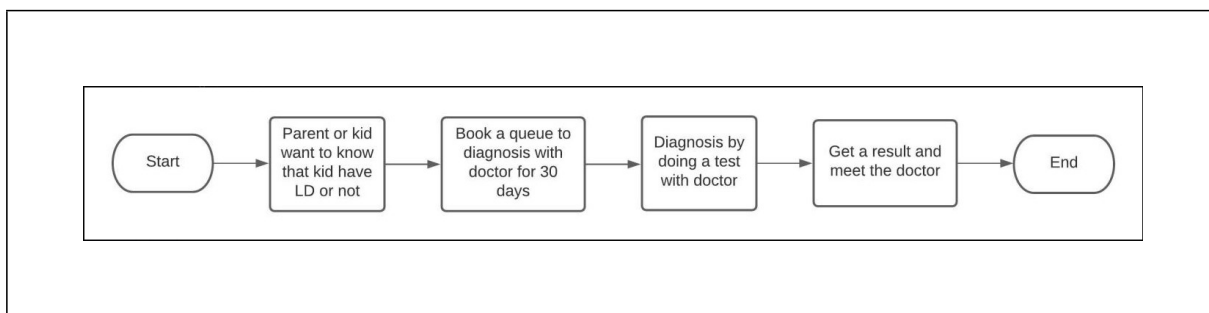 Start
Parent or kid
want to know
that kid have
LD or not
Book a queue to
diagnosis with
doctor for 30
days
Diagnosis by
doing a test
with doctor
Get a result and
meet the doctor
End